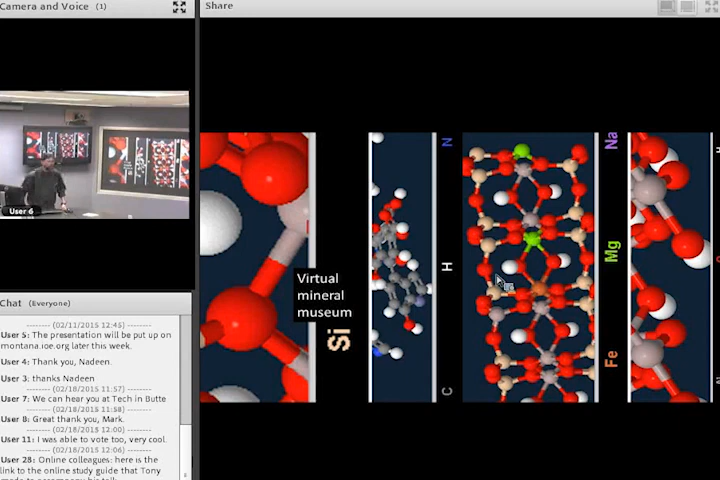 Camera and Voice (1)
Share
User 6
Chat (Everyone)
-------- (02/11/2015 12:45) --------
User 5: The presentation will be put up on
montana.ioe.org later this week.
User 4: Thank you, Nadeen.
User 3: thanks Nadeen
-------- (02/18/2015 11:57) --------
User 7: We can hear you at Tech in Butte
-------- (02/18/2015 11:58) --------
User 8: Great thank you, Mark.
-------- (02/18/2015 12:00) --------
User 11: I was able to vote too, very cool.
-------- (02/18/2015 12:06) --------
User 28: Online colleagues: here is the
link to the online study guide that Tony
Virtual
mineral
museum
Si
N
H
C
Na
Mg
Fe